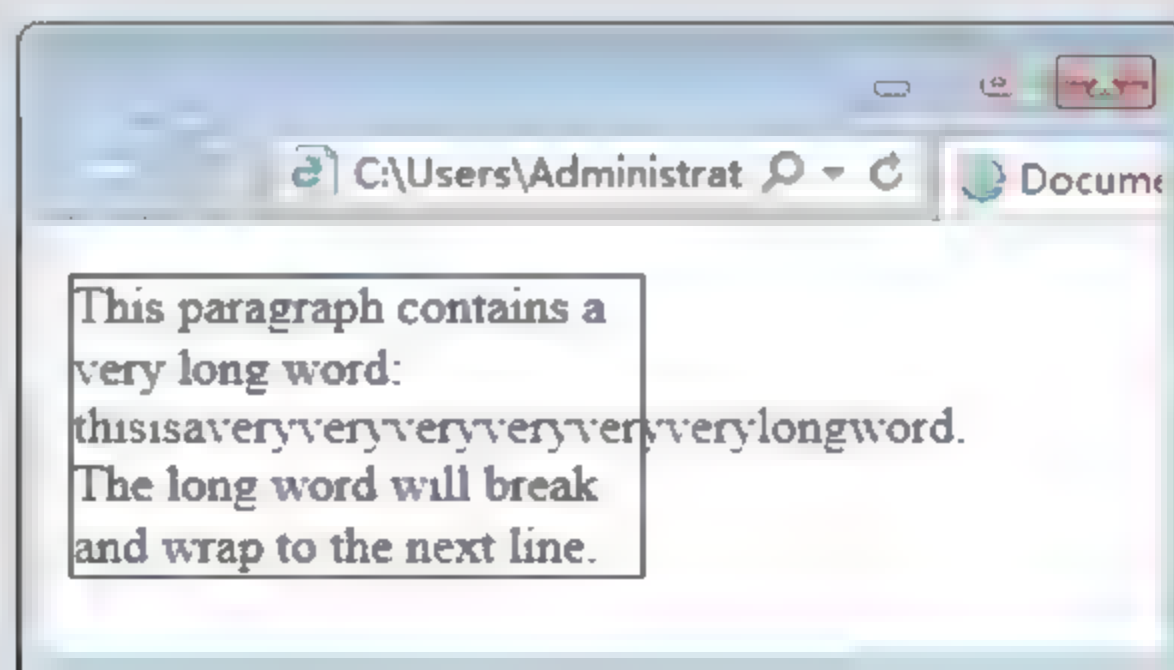 C:\Users\Administrat
Docume
This paragraph contains a
very long word:
thisisaveryveryveryveryveryverylongword.
The long word will break
and wrap to the next line.